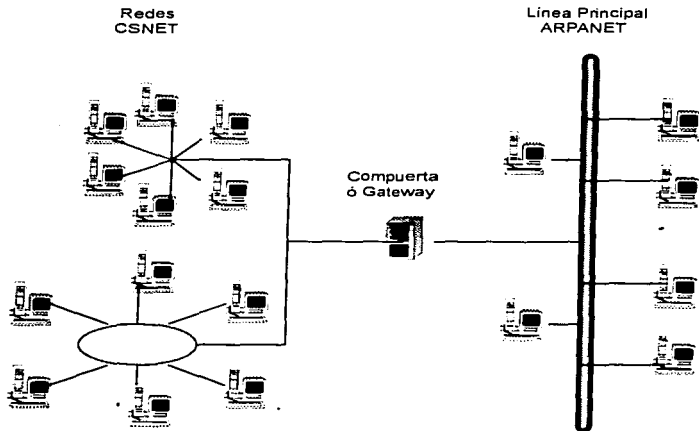 Redes
CSNET
Línea Principal
ARPANET
Compuerta
ó Gateway